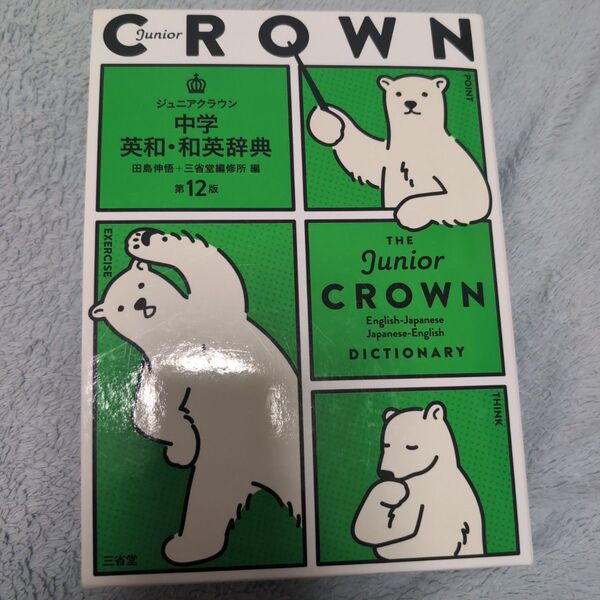 Junior
CROWN
ジュニアクラウン
中学
英和・和英辞典
田島伸悟+三省堂編修所 編
第12版
POINT
EXERCISE
THE
Junior
CROWN
English-Japanese
Japanese-English
DICTIONARY
THINK
三省堂